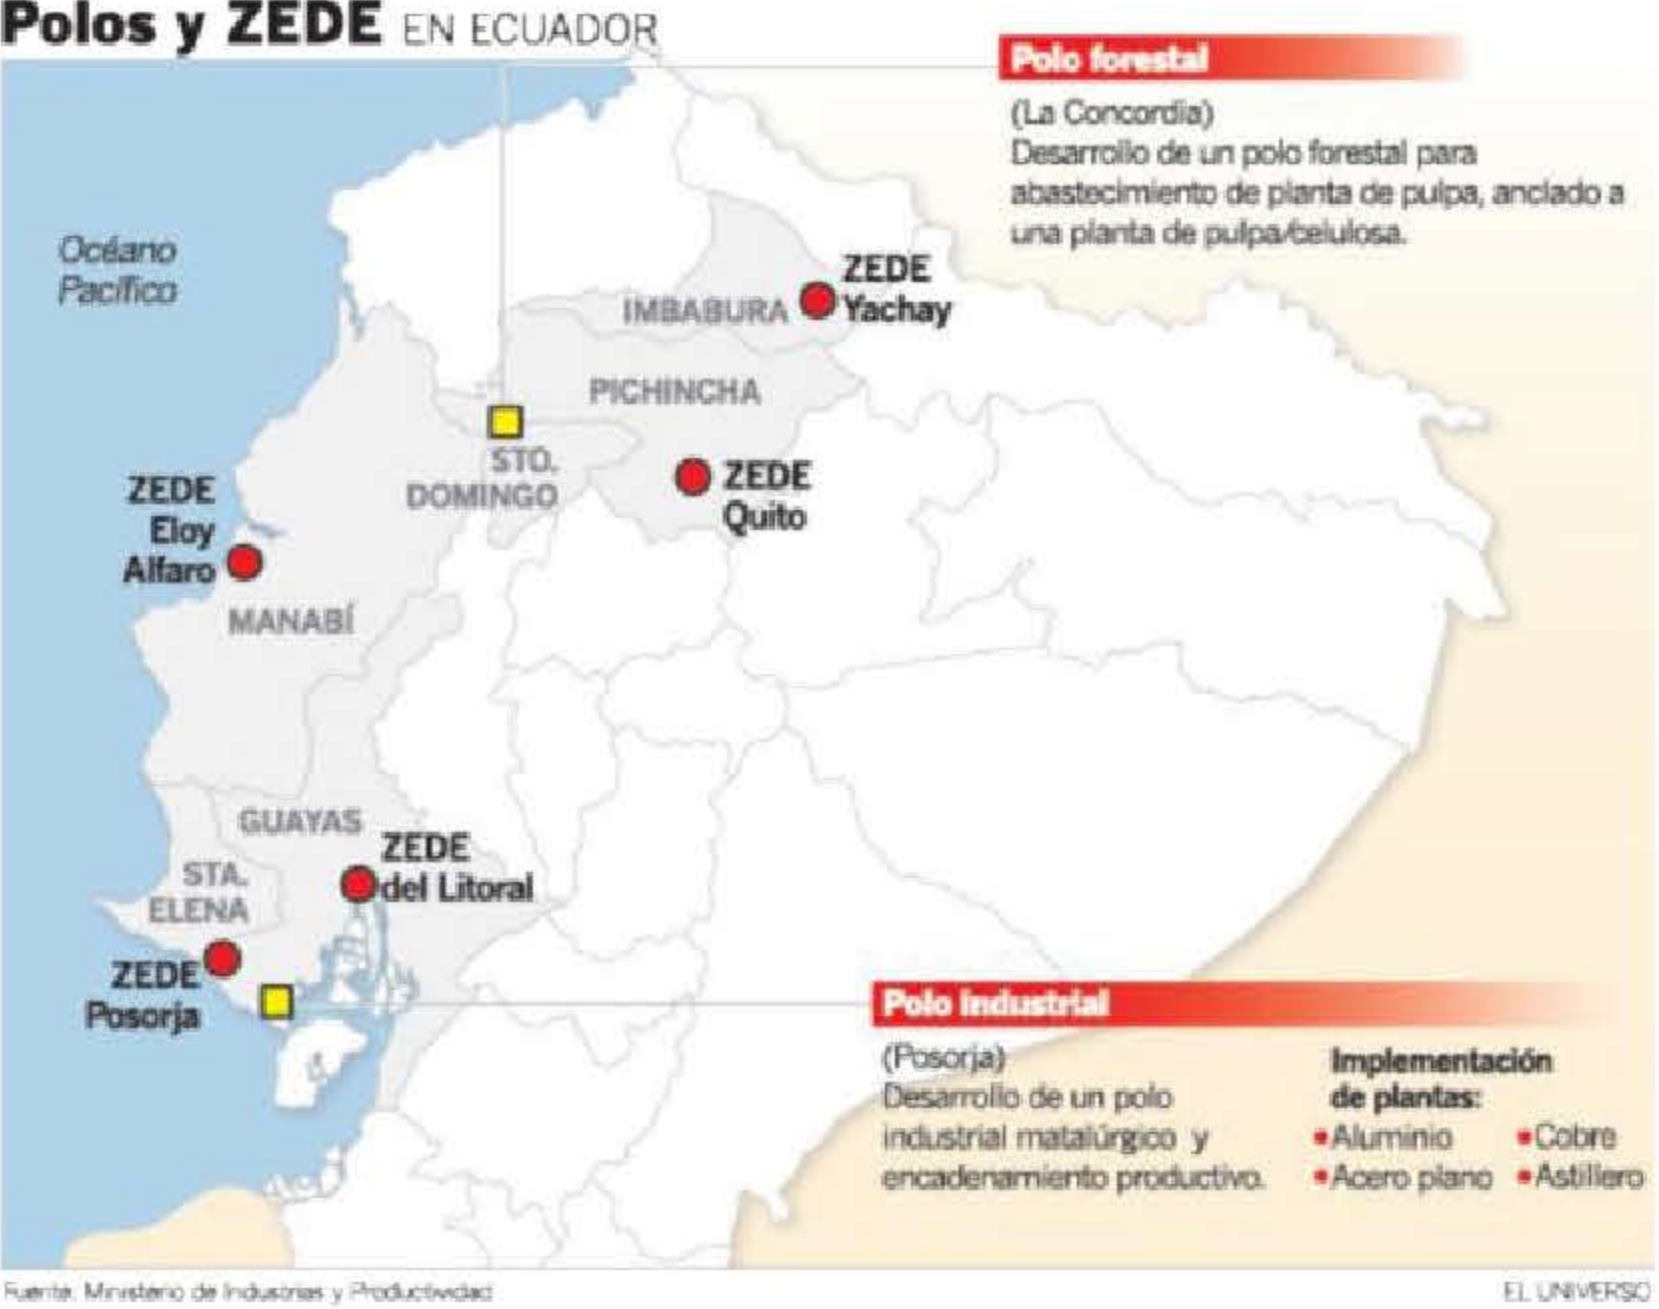 Polos y ZEDE EN ECUADOR
Polo forestal
(La Concordia)
Desarrollo de un polo forestal para
abastecimiento de planta de pulpa, anclado a
una planta de pulpa/celulosa.
Océano
Pacífico
ZEDE
Yachay
IMBABURA
PICHINCHA
STO.
DOMINGO
ZEDE
Quito
ZEDE
Eloy
Alfaro
MANABÍ
GUAYAS
ZEDE
del Litoral
STA.
ELENA
ZEDE
Posorja
Polo industrial
(Posorja)
Desarrollo de un polo
industrial matalúrgico y
encadenamiento productivo.
Implementación
de plantas:
•Aluminio
•Cobre
•Acero plano
•Astillero
Fuente: Ministerio de Industrias y Productividad
EL UNIVERSO